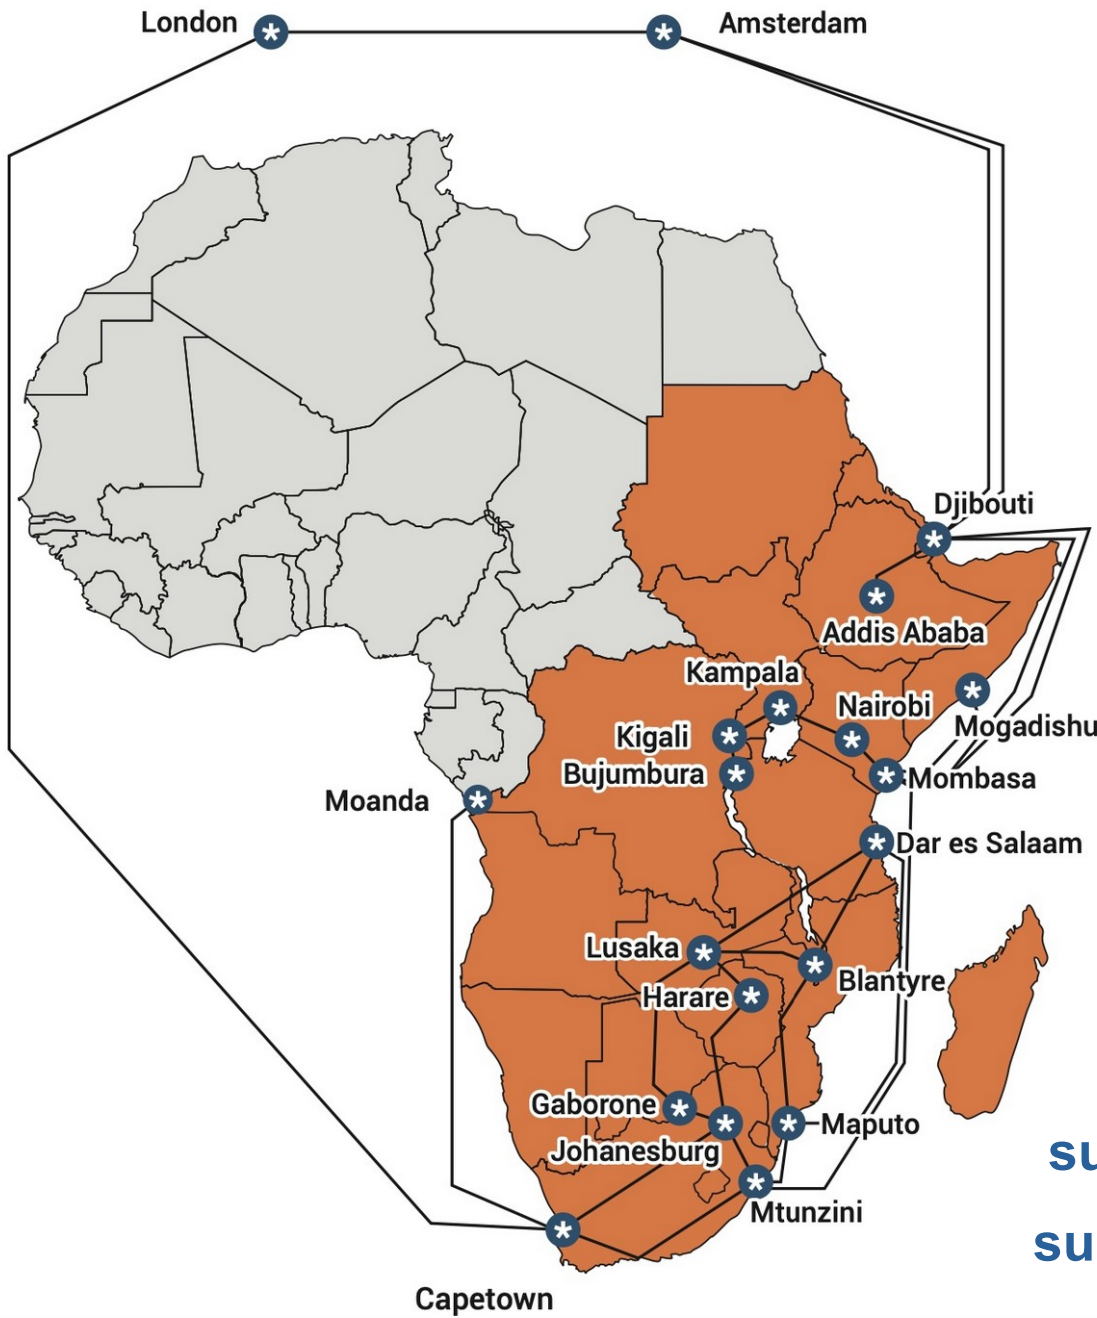 London
Amsterdam
Djibouti
Addis Ababa
Kampala
Nairobi
Mogadishu
Kigali
Bujumbura
Mombasa
Moanda
Dar es Salaam
Lusaka
Blantyre
Harare
Gaborone
Maputo
Johanesburg
Mtunzini
Capetown